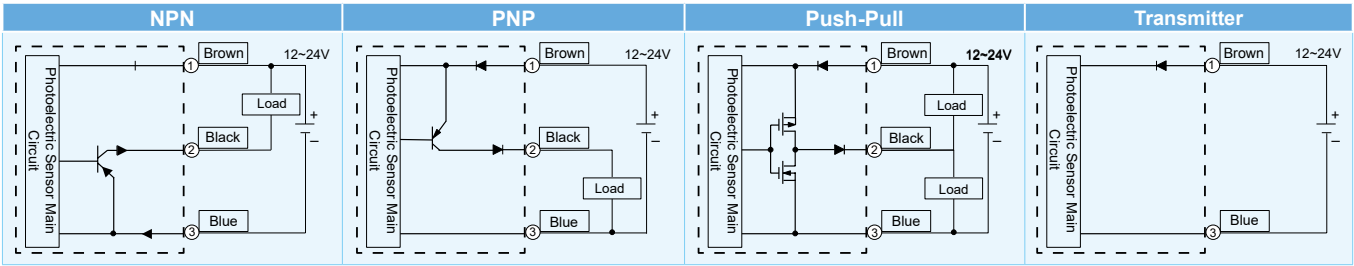 NPN
Photoelectric Sensor Main
Circuit
1
Brown
12~24V
Load
+
−
2
Black
3
Blue
PNP
Photoelectric Sensor Main
Circuit
1
Brown
12~24V
+
−
2
Black
Load
3
Blue
Push-Pull
Photoelectric Sensor Main
Circuit
1
Brown
12~24V
Load
+
−
2
Black
Load
3
Blue
Transmitter
Photoelectric Sensor Main
Circuit
1
Brown
12~24V
+
−
3
Blue